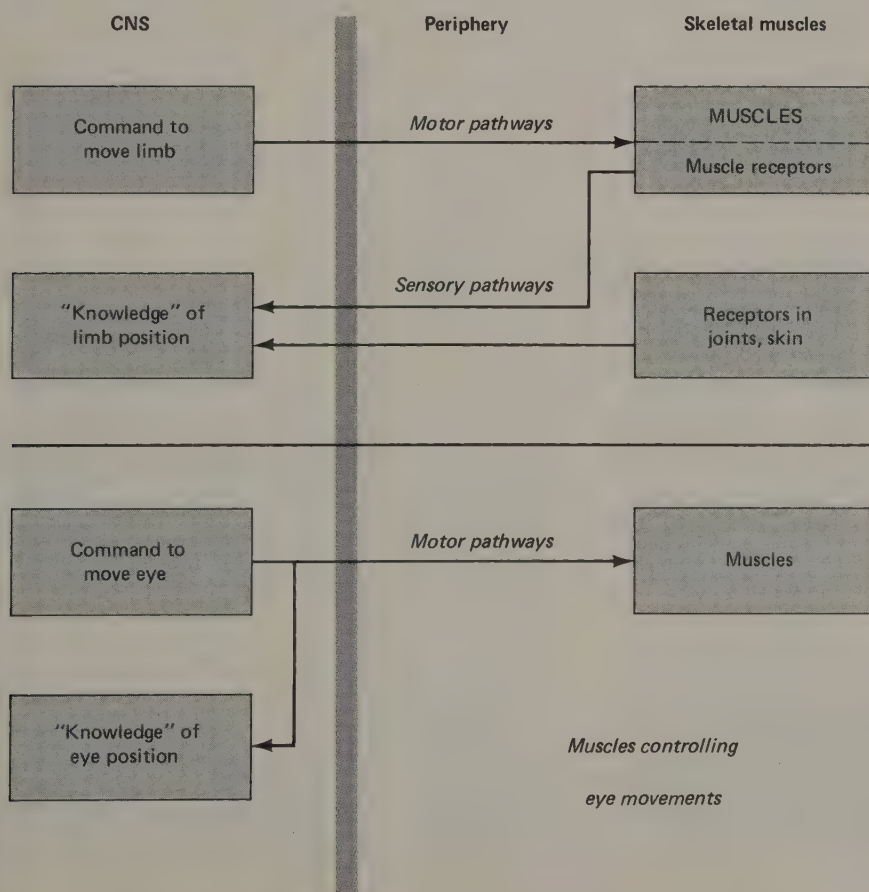 CNS
Periphery
Skeletal muscles
Command to
move limb
Motor pathways
MUSCLES
Muscle receptors
"Knowledge" of
limb position
Sensory pathways
Receptors in
joints, skin
Command to
move eye
Motor pathways
Muscles
"Knowledge" of
eye position
Muscles controlling
eye movements